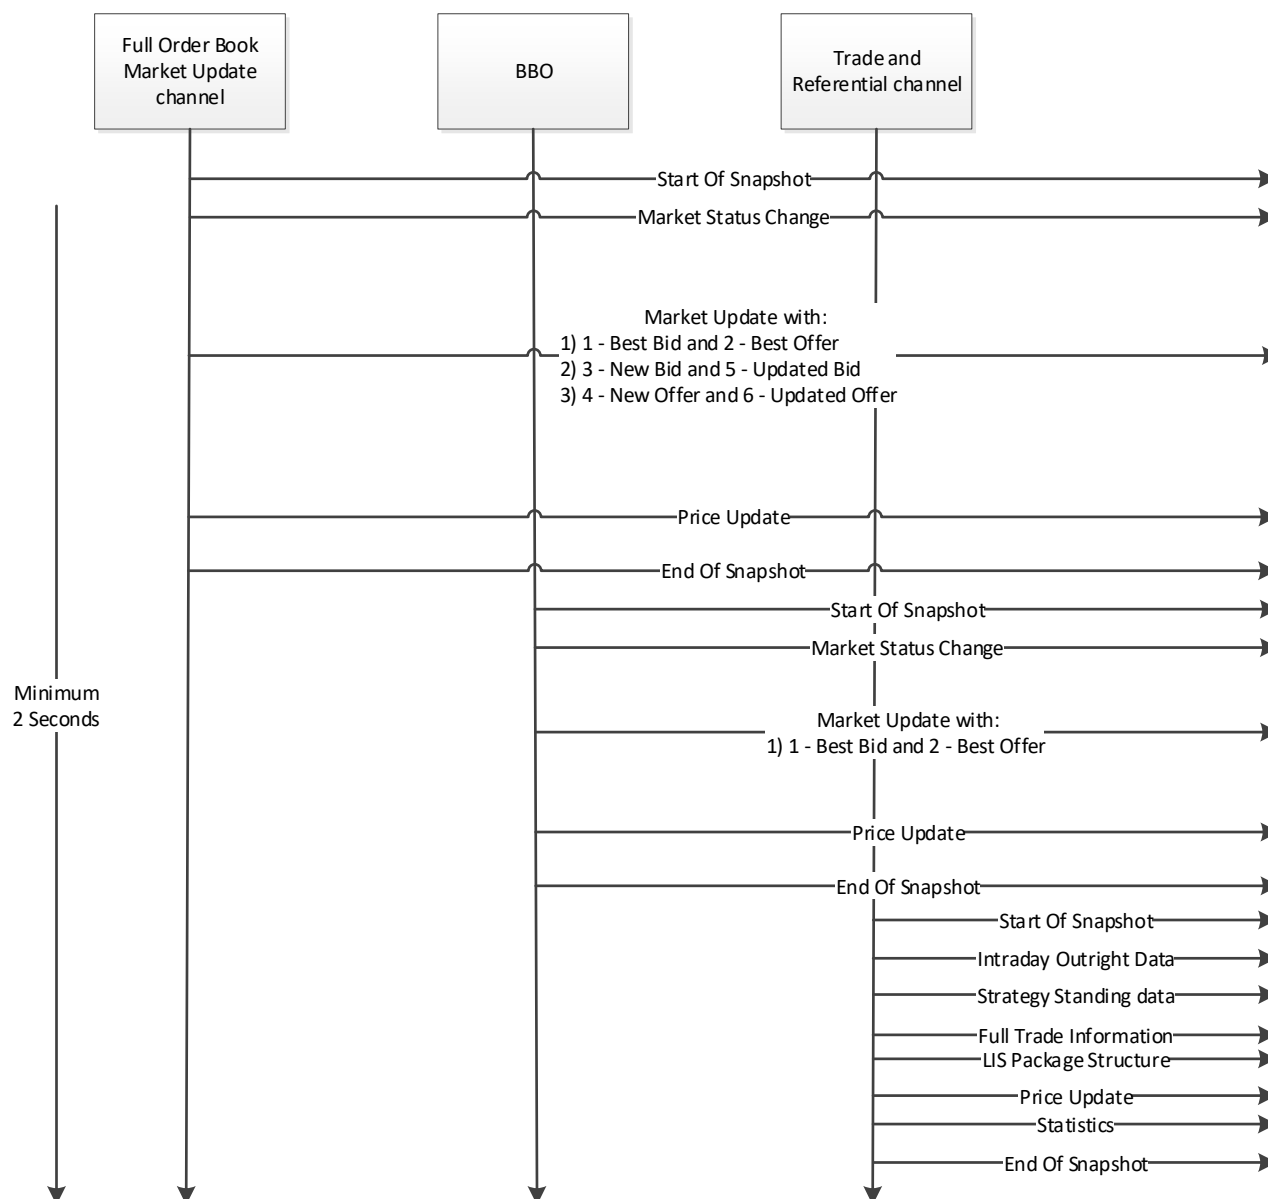 Full Order Book
Market Update
channel
BBO
Trade and
Referential channel
Start Of Snapshot
Market Status Change
Market Update with:
1) 1 - Best Bid and 2 - Best Offer
2) 3 - New Bid and 5 - Updated Bid
3) 4 - New Offer and 6 - Updated Offer
Price Update
End Of Snapshot
Start Of Snapshot
Market Status Change
Minimum
2 Seconds
Market Update with:
1) 1 - Best Bid and 2 - Best Offer
Price Update
End Of Snapshot
Start Of Snapshot
Intraday Outright Data
Strategy Standing data
Full Trade Information
LIS Package Structure
Price Update
Statistics
End Of Snapshot